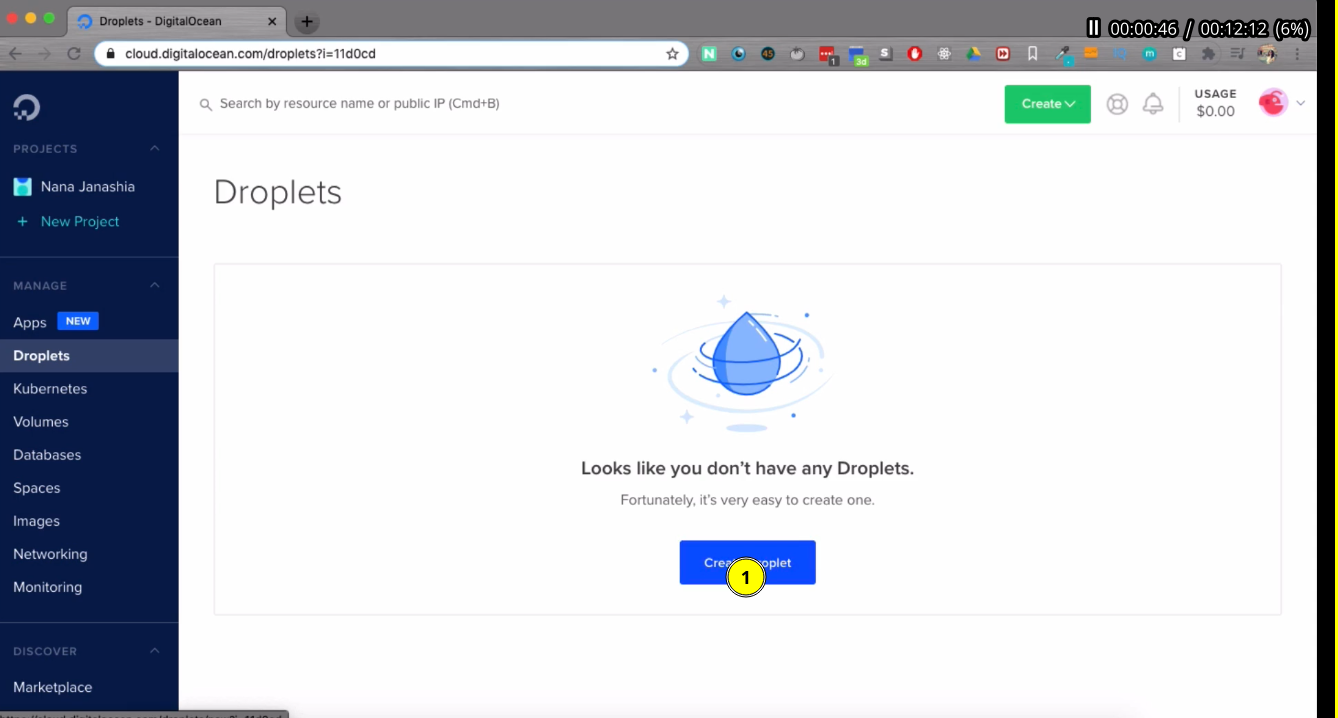 Droplets - DigitalOcean
00:00:46 / 00:12:12 (6%)
cloud.digitalocean.com/droplets?i=11d0cd
45
1
3d
S
m
C
Search by resource name or public IP (Cmd+B)
Create
USAGE
$0.00
PROJECTS
Nana Janashia
+ New Project
MANAGE
Apps NEW
Droplets
Kubernetes
Volumes
Databases
Spaces
Images
Networking
Monitoring
DISCOVER
Marketplace
Droplets
Looks like you don't have any Droplets.
Fortunately, it's very easy to create one.
1